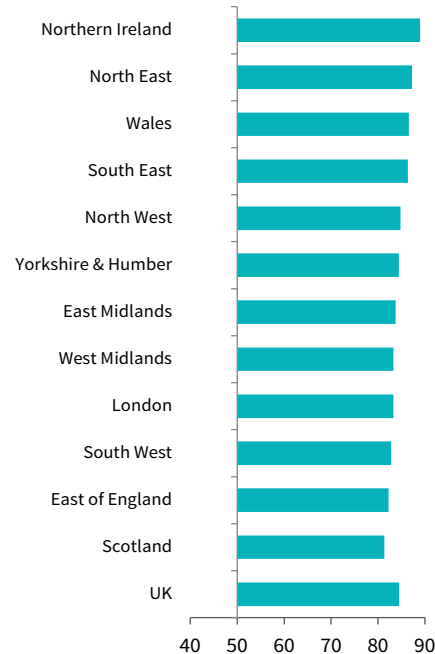 Northern Ireland
North East
Wales
South East
North West
Yorkshire & Humber
East Midlands
West Midlands
London
South West
East of England
Scotland
UK
40 50 60 70 80 90